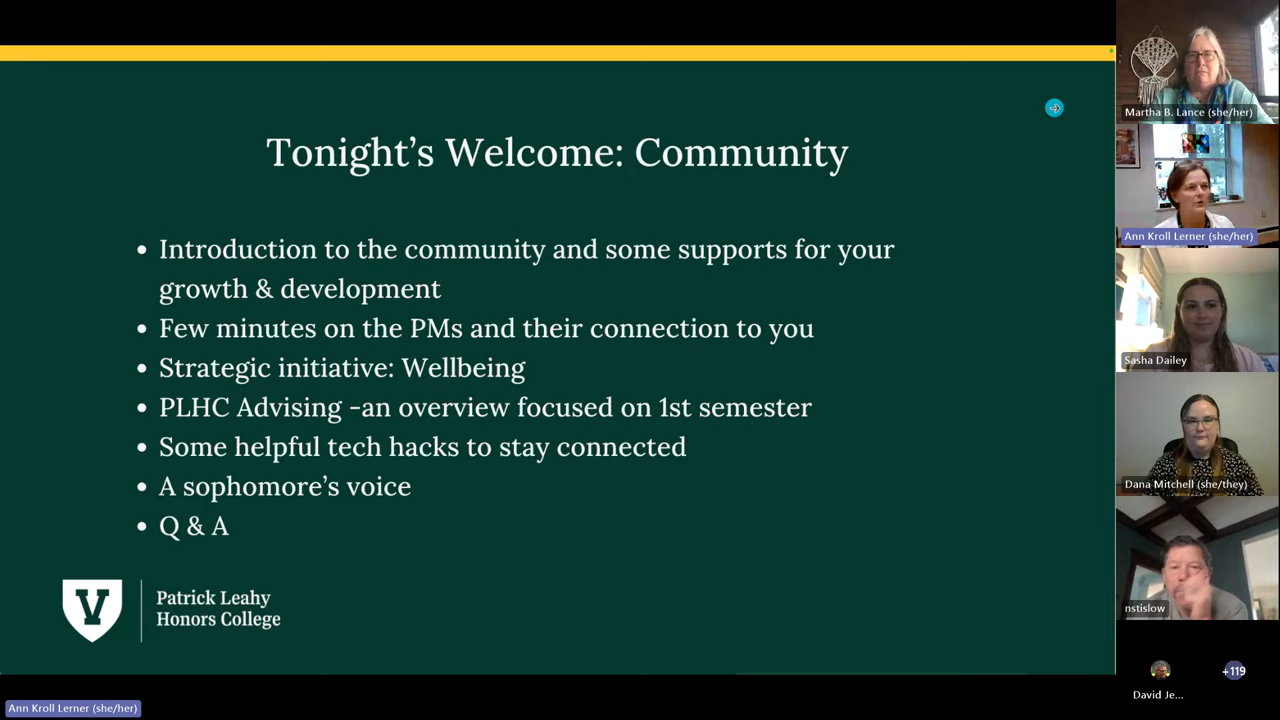 Tonight's Welcome: Community
• Introduction to the community and some supports for your
growth & development
• Few minutes on the PMs and their connection to you
• Strategic initiative: Wellbeing
• PLHC Advising -an overview focused on 1st semester
• Some helpful tech hacks to stay connected
• A sophomore's voice
• Q & A
V
Patrick Leahy
Honors College
Martha B. Lance (she/her)
Ann Kroll Lerner (she/her)
Sasha Dailey
Dana Mitchell (she/they)
nstislow
David Je...
+119
Ann Kroll Lerner (she/her)